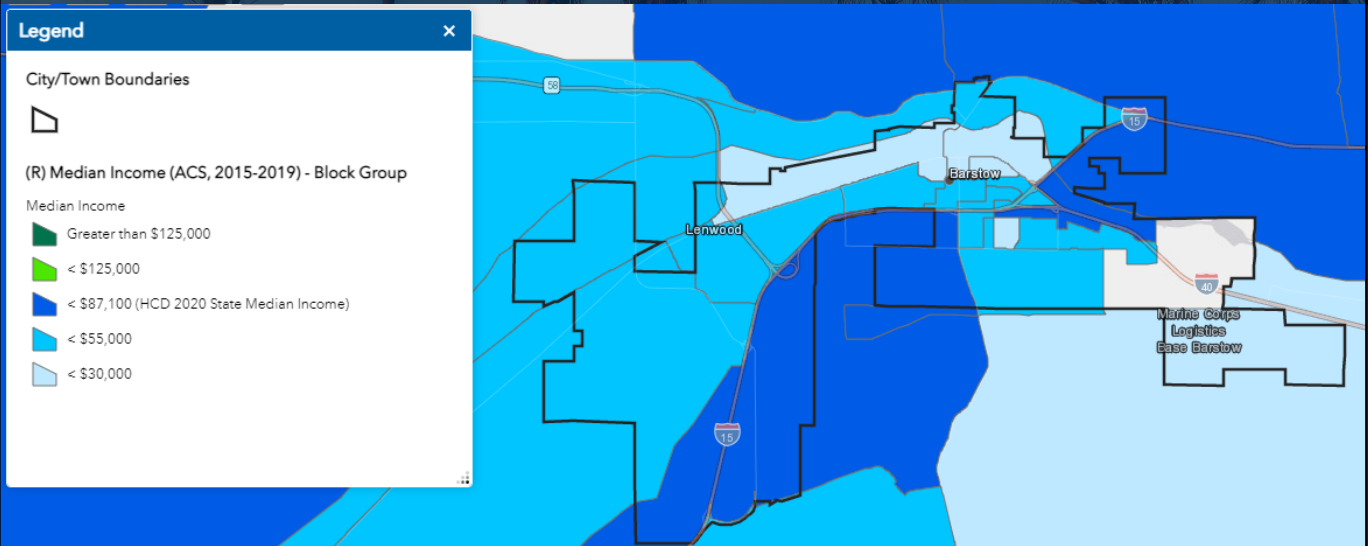 Legend
×
City/Town Boundaries
(R) Median Income (ACS, 2015-2019) - Block Group
Median Income
Greater than $125,000
< $125,000
< $87,100 (HCD 2020 State Median Income)
< $55,000
< $30,000
58
15
Barstow
Lenwood
40
Marine Corps
Logistics
Base Barstow
15